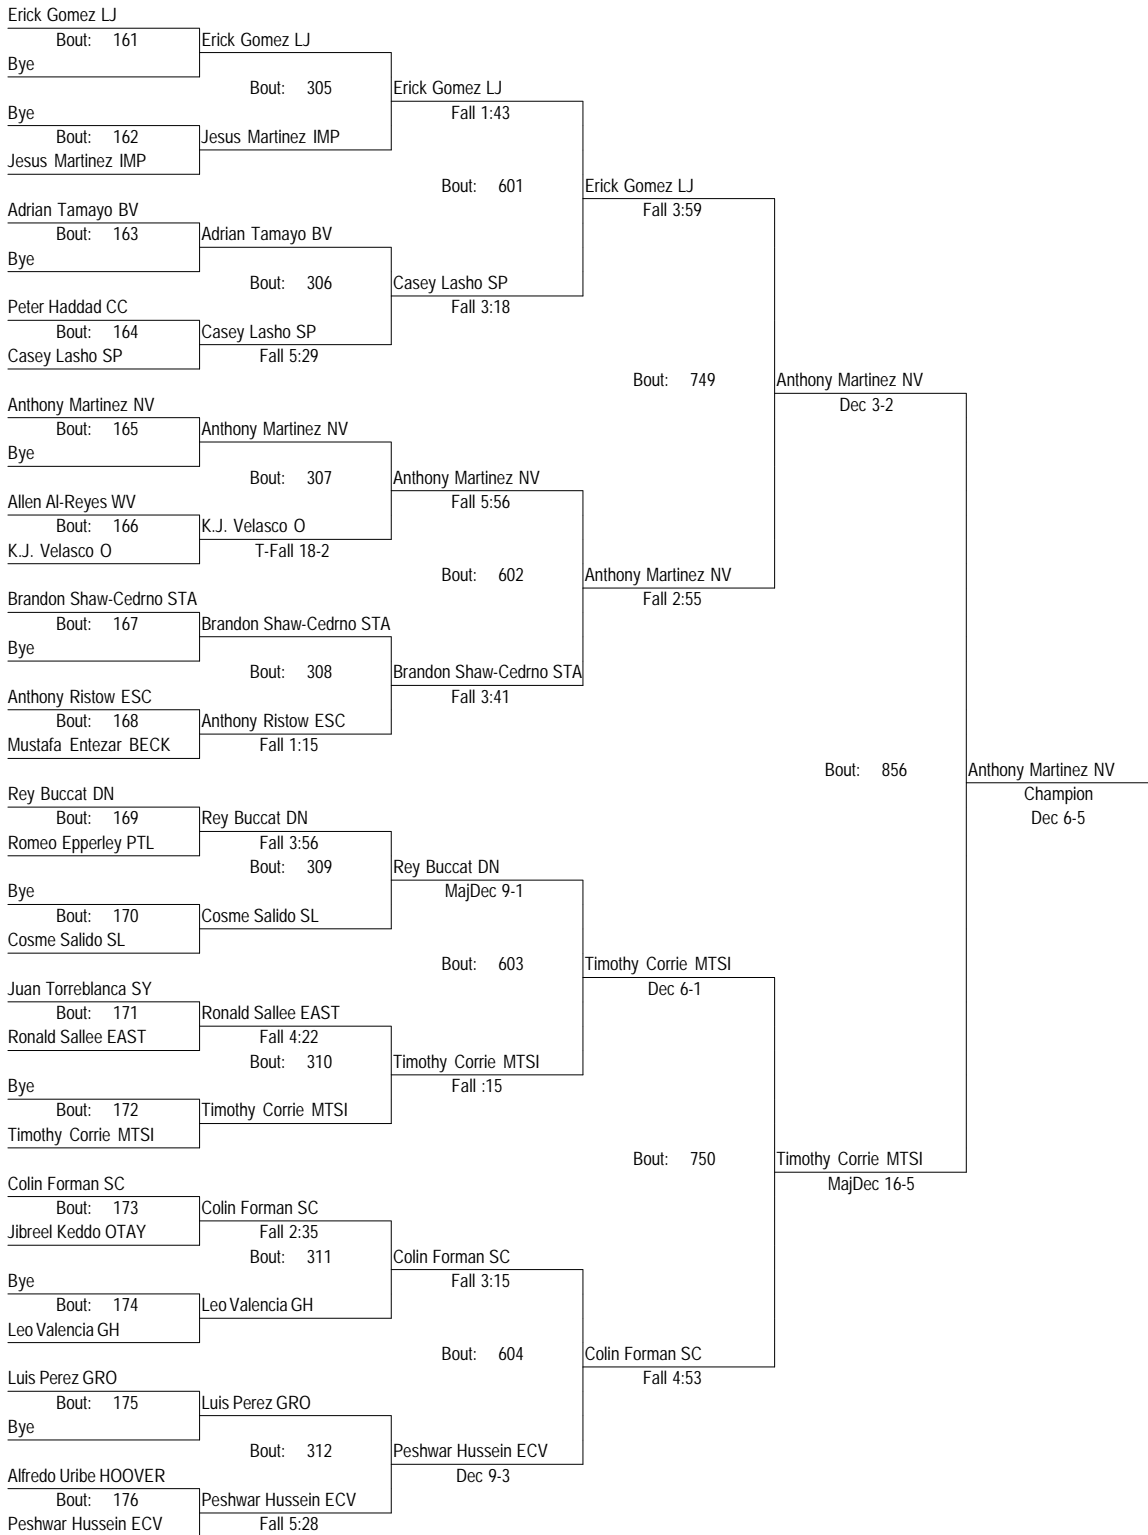 Erick Gomez LJ
Bout: 161
Erick Gomez LJ
Bye
Bout: 305
Erick Gomez LJ
Fall 1:43
Bye
Bout: 162
Jesus Martinez IMP
Jesus Martinez IMP
Bout: 601
Erick Gomez LJ
Fall 3:59
Adrian Tamayo BV
Bout: 163
Adrian Tamayo BV
Bye
Bout: 306
Casey Lasho SP
Fall 3:18
Peter Haddad CC
Bout: 164
Casey Lasho SP
Casey Lasho SP
Fall 5:29
Bout: 749
Anthony Martinez NV
Dec 3-2
Anthony Martinez NV
Bout: 165
Anthony Martinez NV
Bye
Bout: 307
Anthony Martinez NV
Fall 5:56
Allen Al-Reyes WV
Bout: 166
K.J. Velasco O
K.J. Velasco O
T-Fall 18-2
Bout: 602
Anthony Martinez NV
Fall 2:55
Brandon Shaw-Cedrno STA
Bout: 167
Brandon Shaw-Cedrno STA
Bye
Bout: 308
Brandon Shaw-Cedrno STA
Fall 3:41
Anthony Ristow ESC
Bout: 168
Anthony Ristow ESC
Mustafa Entezar BECK
Fall 1:15
Bout: 856
Anthony Martinez NV
Champion
Dec 6-5
Rey Buccat DN
Bout: 169
Rey Buccat DN
Romeo Epperley PTL
Fall 3:56
Bout: 309
Rey Buccat DN
MajDec 9-1
Bye
Bout: 170
Cosme Salido SL
Cosme Salido SL
Bout: 603
Timothy Corrie MTSI
Dec 6-1
Juan Torreblanca SY
Bout: 171
Ronald Sallee EAST
Ronald Sallee EAST
Fall 4:22
Bout: 310
Timothy Corrie MTSI
Fall :15
Bye
Bout: 172
Timothy Corrie MTSI
Timothy Corrie MTSI
Bout: 750
Timothy Corrie MTSI
MajDec 16-5
Colin Forman SC
Bout: 173
Colin Forman SC
Jibreel Keddo OTAY
Fall 2:35
Bout: 311
Colin Forman SC
Fall 3:15
Bye
Bout: 174
Leo Valencia GH
Leo Valencia GH
Bout: 604
Colin Forman SC
Fall 4:53
Luis Perez GRO
Bout: 175
Luis Perez GRO
Bye
Bout: 312
Peshwar Hussein ECV
Dec 9-3
Alfredo Uribe HOOVER
Bout: 176
Peshwar Hussein ECV
Peshwar Hussein ECV
Fall 5:28